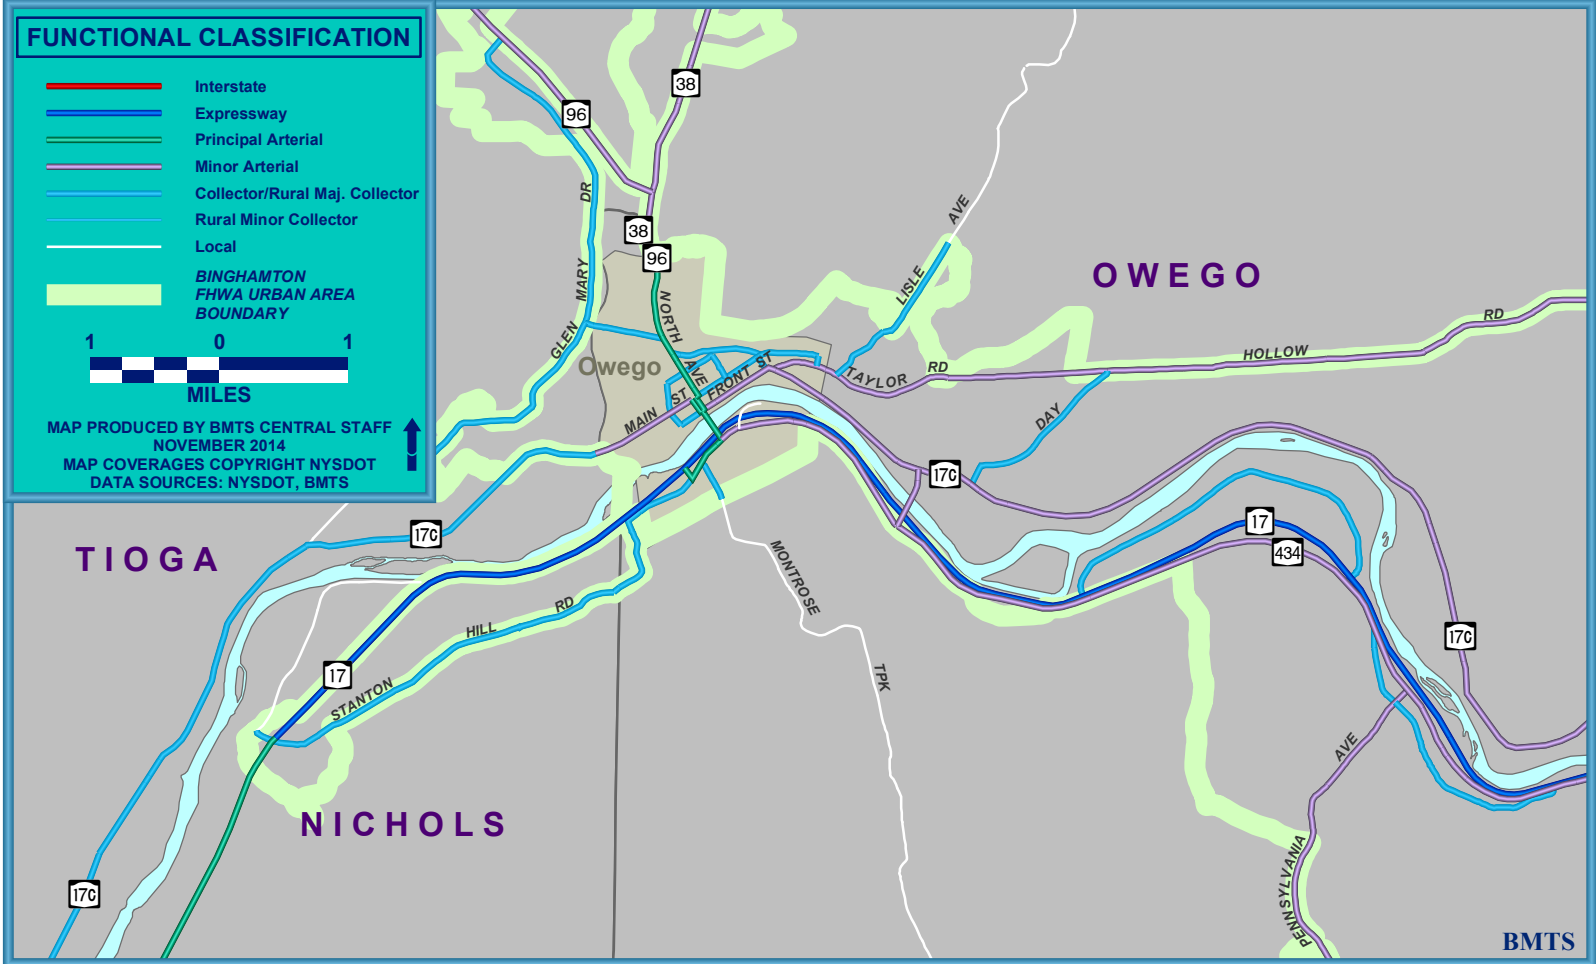 FUNCTIONAL CLASSIFICATION
Interstate
Expressway
Principal Arterial
Minor Arterial
Collector/Rural Maj. Collector
Rural Minor Collector
Local
BINGHAMTON
FHWA URBAN AREA
BOUNDARY
1 0 1
MILES
MAP PRODUCED BY BMTS CENTRAL STAFF
NOVEMBER 2014
MAP COVERAGES COPYRIGHT NYSDOT
DATA SOURCES: NYSDOT, BMTS
38
96
GLEN MARY DR
38
96
LISLE AVE
OWEGO
NORTH AVE
HOLLOW RD
Owego
TAYLOR RD
MAIN ST
FRONT ST
DAY
17C
17C
17
434
TIOGA
MONTROSE TPK
STANTON HILL RD
17
17C
NICHOLS
17C
PENNSYLVANIA AVE
BMTS